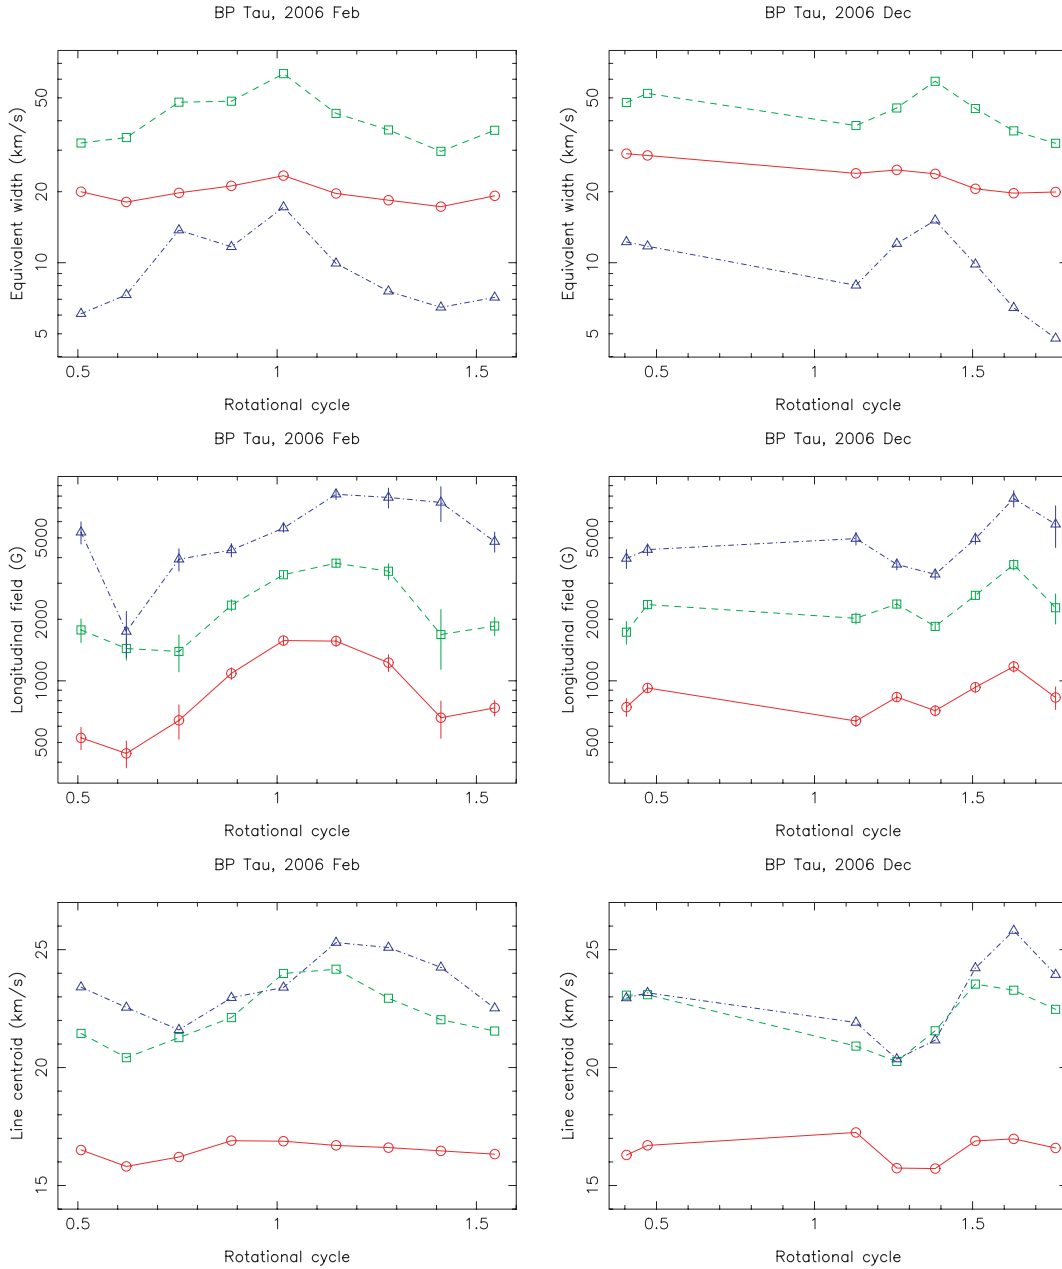 BP Tau, 2006 Feb
BP Tau, 2006 Dec
Equivalent width (km/s)
50
20
10
5
0.5 1 1.5
Rotational cycle
Equivalent width (km/s)
50
20
10
5
0.5 1 1.5
Rotational cycle
BP Tau, 2006 Feb
BP Tau, 2006 Dec
Longitudinal field (G)
5000
2000
1000
500
0.5 1 1.5
Rotational cycle
Longitudinal field (G)
5000
2000
1000
500
0.5 1 1.5
Rotational cycle
BP Tau, 2006 Feb
BP Tau, 2006 Dec
Line centroid (km/s)
25
20
15
0.5 1 1.5
Rotational cycle
Line centroid (km/s)
25
20
15
0.5 1 1.5
Rotational cycle